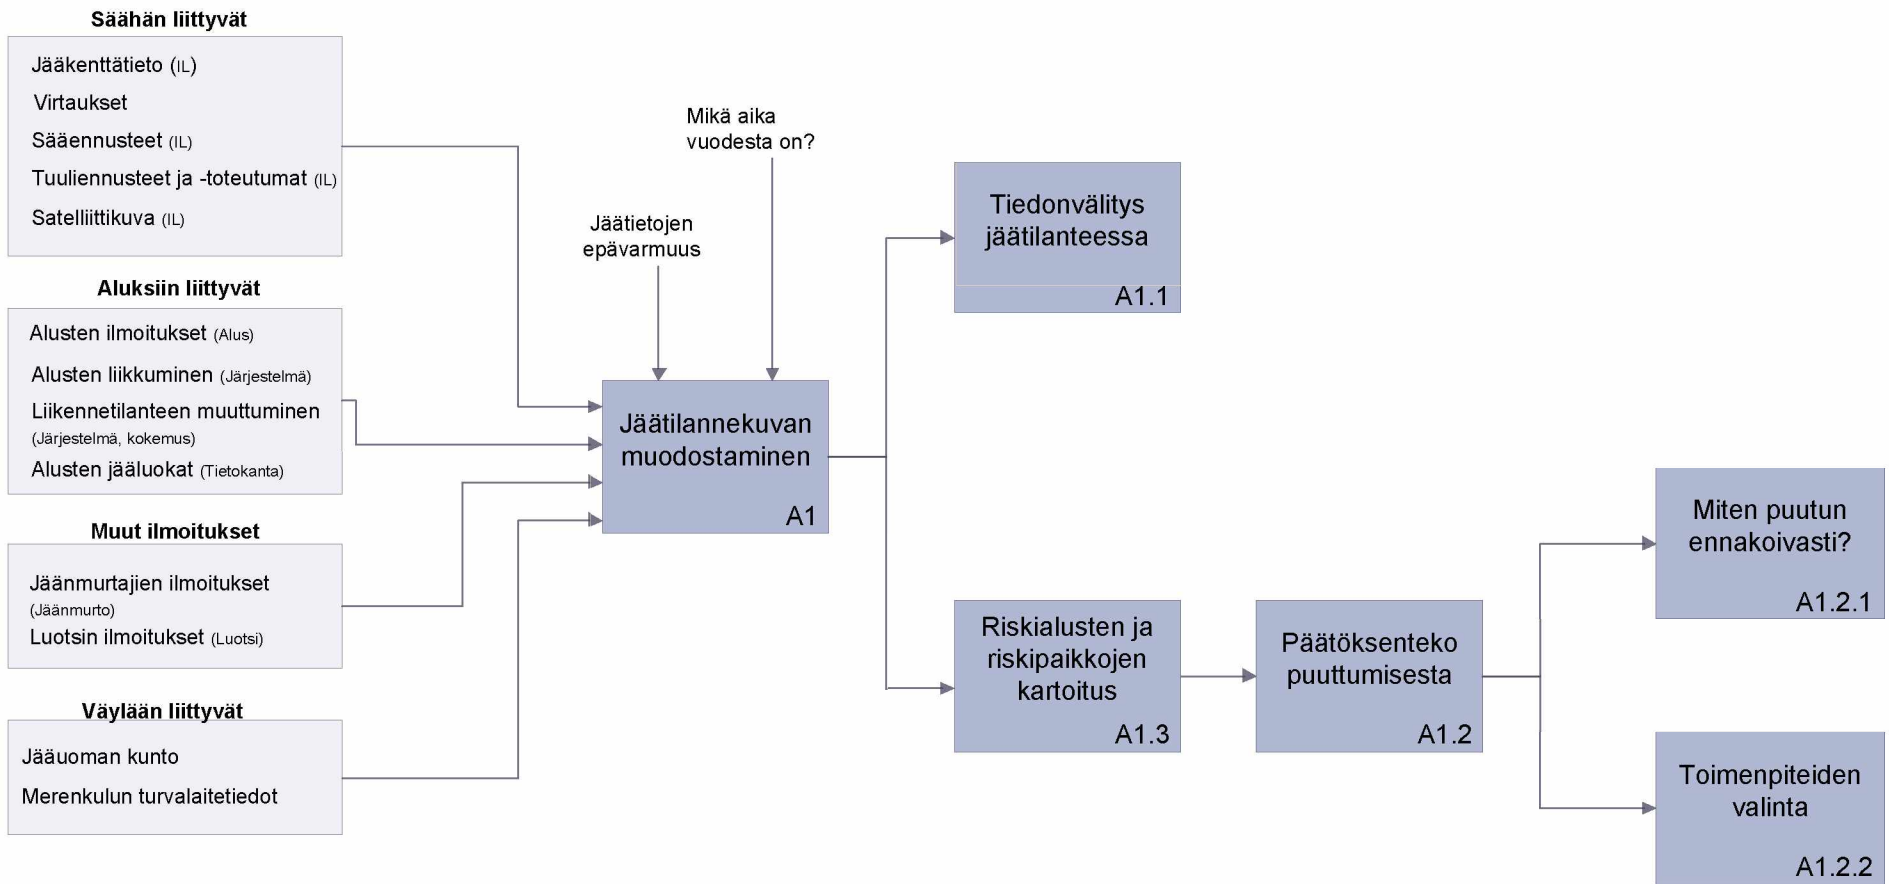 Säähän liittyvät
Jääkenttätieto (IL)
Virtaukset
Sääennusteet (IL)
Tuuliennusteet ja -toteutumat (IL)
Satelliittikuva (IL)
Aluksiin liittyvät
Alusten ilmoitukset (Alus)
Alusten liikkuminen (Järjestelmä)
Liikennetilanteen muuttuminen
(Järjestelmä, kokemus)
Alusten jääluokat (Tietokanta)
Muut ilmoitukset
Jäänmurtajien ilmoitukset
(Jäänmurto)
Luotsin ilmoitukset (Luotsi)
Väylään liittyvät
Jääuoman kunto
Merenkulun turvalaitetiedot
Jäätietojen
epävarmuus
Mikä aika
vuodesta on?
Jäätilannekuvan
muodostaminen
A1
Tiedonvälitys
jäätilanteessa
A1.1
Riskialusten ja
riskipaikkojen
kartoitus
A1.3
Päätöksenteko
puuttumisesta
A1.2
Miten puutun
ennakoivasti?
A1.2.1
Toimenpiteiden
valinta
A1.2.2